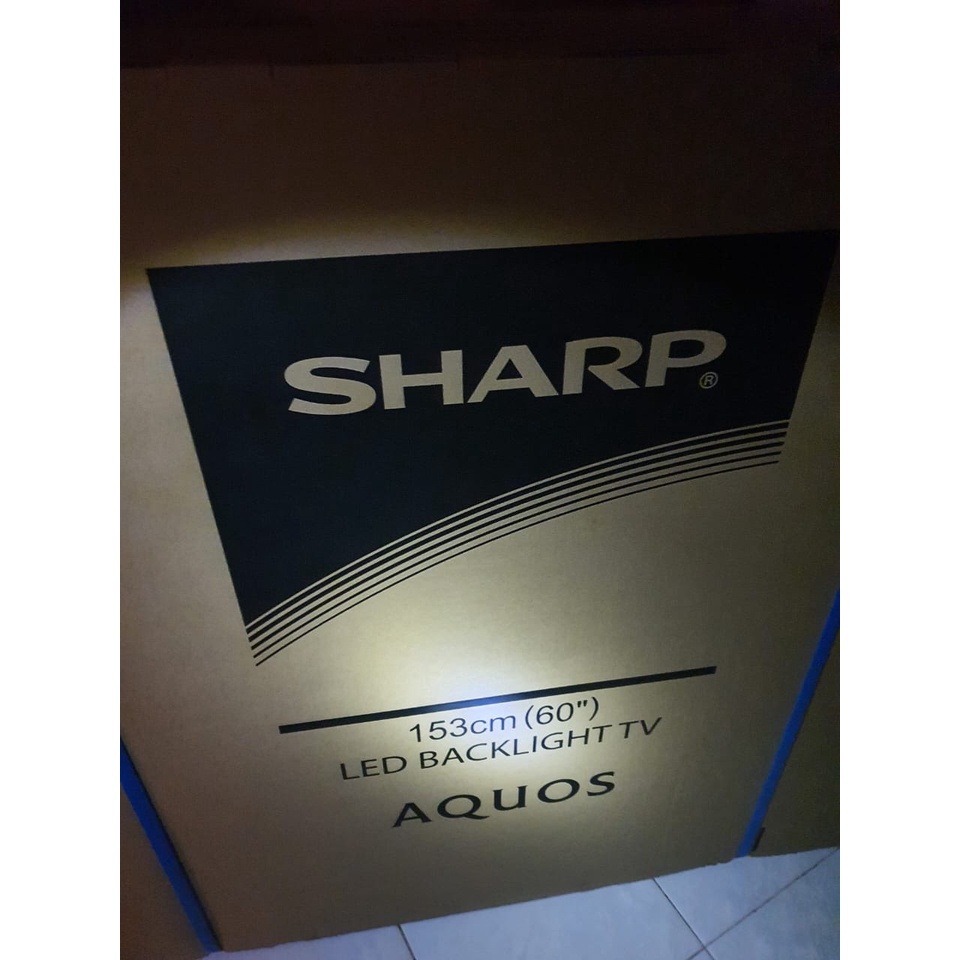 SHARP®
153cm (60")
LED BACKLIGHT TV
AQUOS